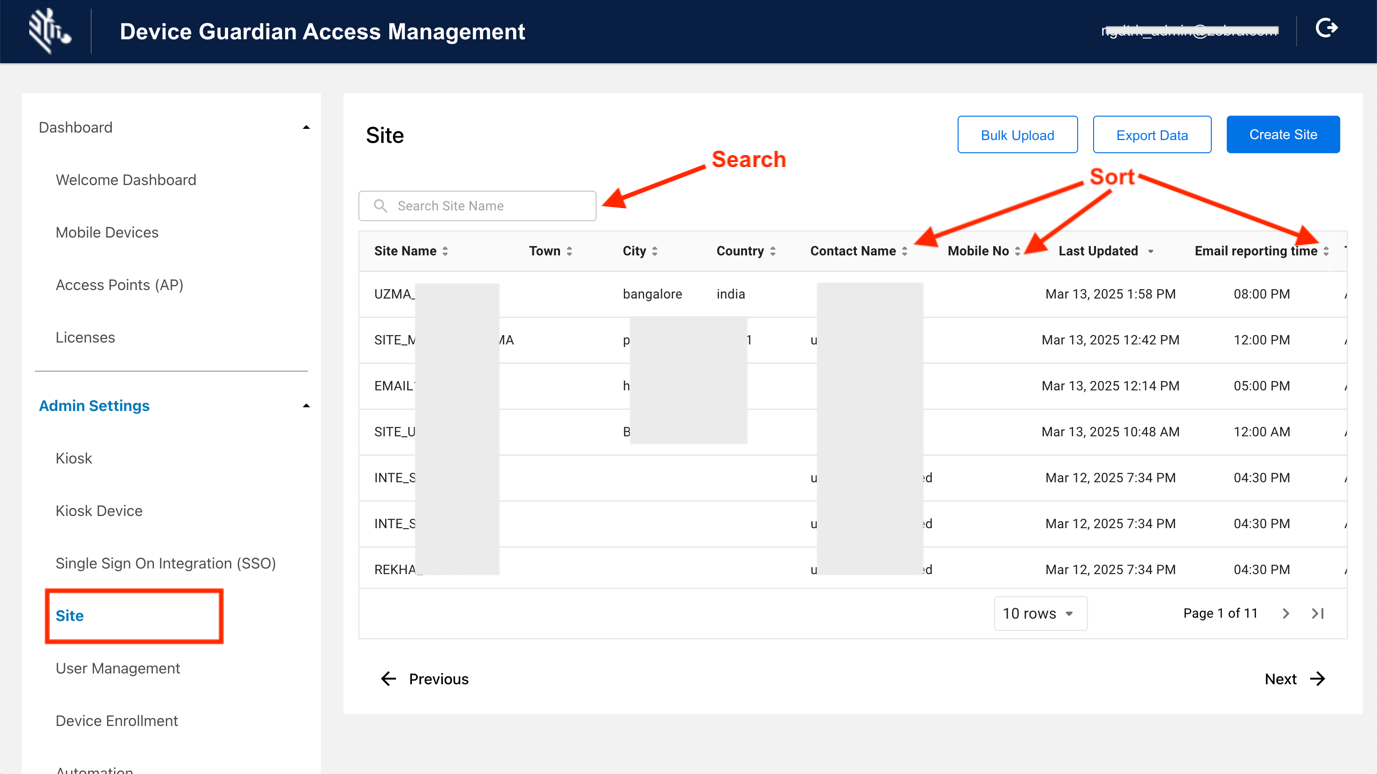 Device Guardian Access Management
Dashboard
Welcome Dashboard
Mobile Devices
Access Points (AP)
Licenses
Admin Settings
Kiosk
Kiosk Device
Single Sign On Integration (SSO)
Site
User Management
Device Enrollment
Automation
Site
Bulk Upload
Export Data
Create Site
Search
Sort
Search Site Name
Site Name Town City Country Contact Name Mobile No Last Updated Email reporting time
UZMA_ bangalore india Mar 13, 2025 1:58 PM 08:00 PM
SITE_M MA p 1 u Mar 13, 2025 12:42 PM 12:00 PM
EMAIL h Mar 13, 2025 12:14 PM 05:00 PM
SITE_U B Mar 13, 2025 10:48 AM 12:00 AM
INTE_S u ed Mar 12, 2025 7:34 PM 04:30 PM
INTE_S u ed Mar 12, 2025 7:34 PM 04:30 PM
REKHA_ u ed Mar 12, 2025 7:34 PM 04:30 PM
10 rows Page 1 of 11
Previous Next